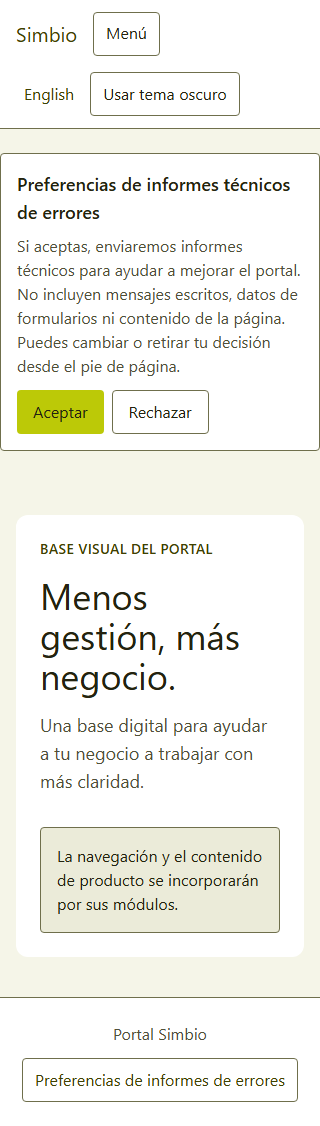 Simbio
Menú
English
Usar tema oscuro
Preferencias de informes técnicos
de errores
Si aceptas, enviaremos informes
técnicos para ayudar a mejorar el portal.
No incluyen mensajes escritos, datos de
formularios ni contenido de la página.
Puedes cambiar o retirar tu decisión
desde el pie de página.
Aceptar
Rechazar
BASE VISUAL DEL PORTAL
Menos
gestión, más
negocio.
Una base digital para ayudar
a tu negocio a trabajar con
más claridad.
La navegación y el contenido
de producto se incorporarán
por sus módulos.
Portal Simbio
Preferencias de informes de errores